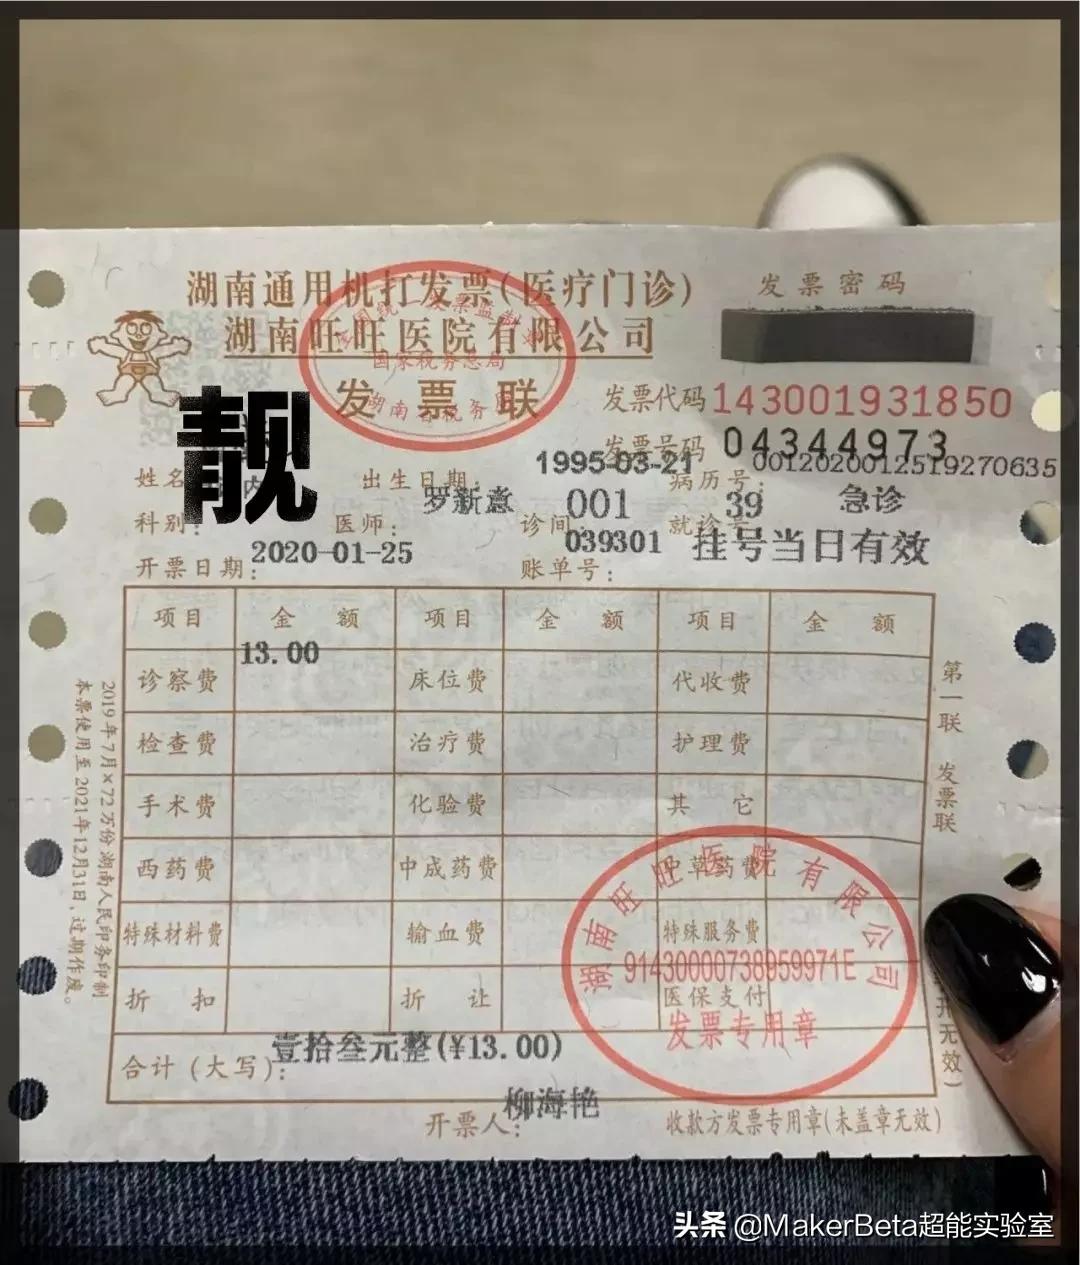 湖南通用机打发票(医疗门诊)
发票密码
湖南旺旺医院有限公司
国家税务总局
发票联
发票代码 143001931850
发票号码 04344973
靓
姓名
出生日期: 1995-03-21
病历号: 0012020012519270635
科别: 内
医师: 罗新意
诊间: 001
就诊号: 39
急诊
开票日期: 2020-01-25
账单号: 039301
挂号当日有效
项目 金额 项目 金额 项目 金额
诊察费 13.00 床位费 代收费
检查费 治疗费 护理费
手术费 化验费 其它
西药费 中成药费 中草药费
特殊材料费 输血费 特殊服务费
折扣 折让 医保支付
合计(大写): 壹拾叁元整(¥13.00)
开票人: 柳海艳
收款方发票专用章(未盖章无效)
湖南旺旺医院有限公司
91430000738959971E
发票专用章
第一联 发票联
开无效)
2019年7月×72万份湖南人民印务印制
本票使用至2021年12月31日,过期作废。
头条 @MakerBeta超能实验室